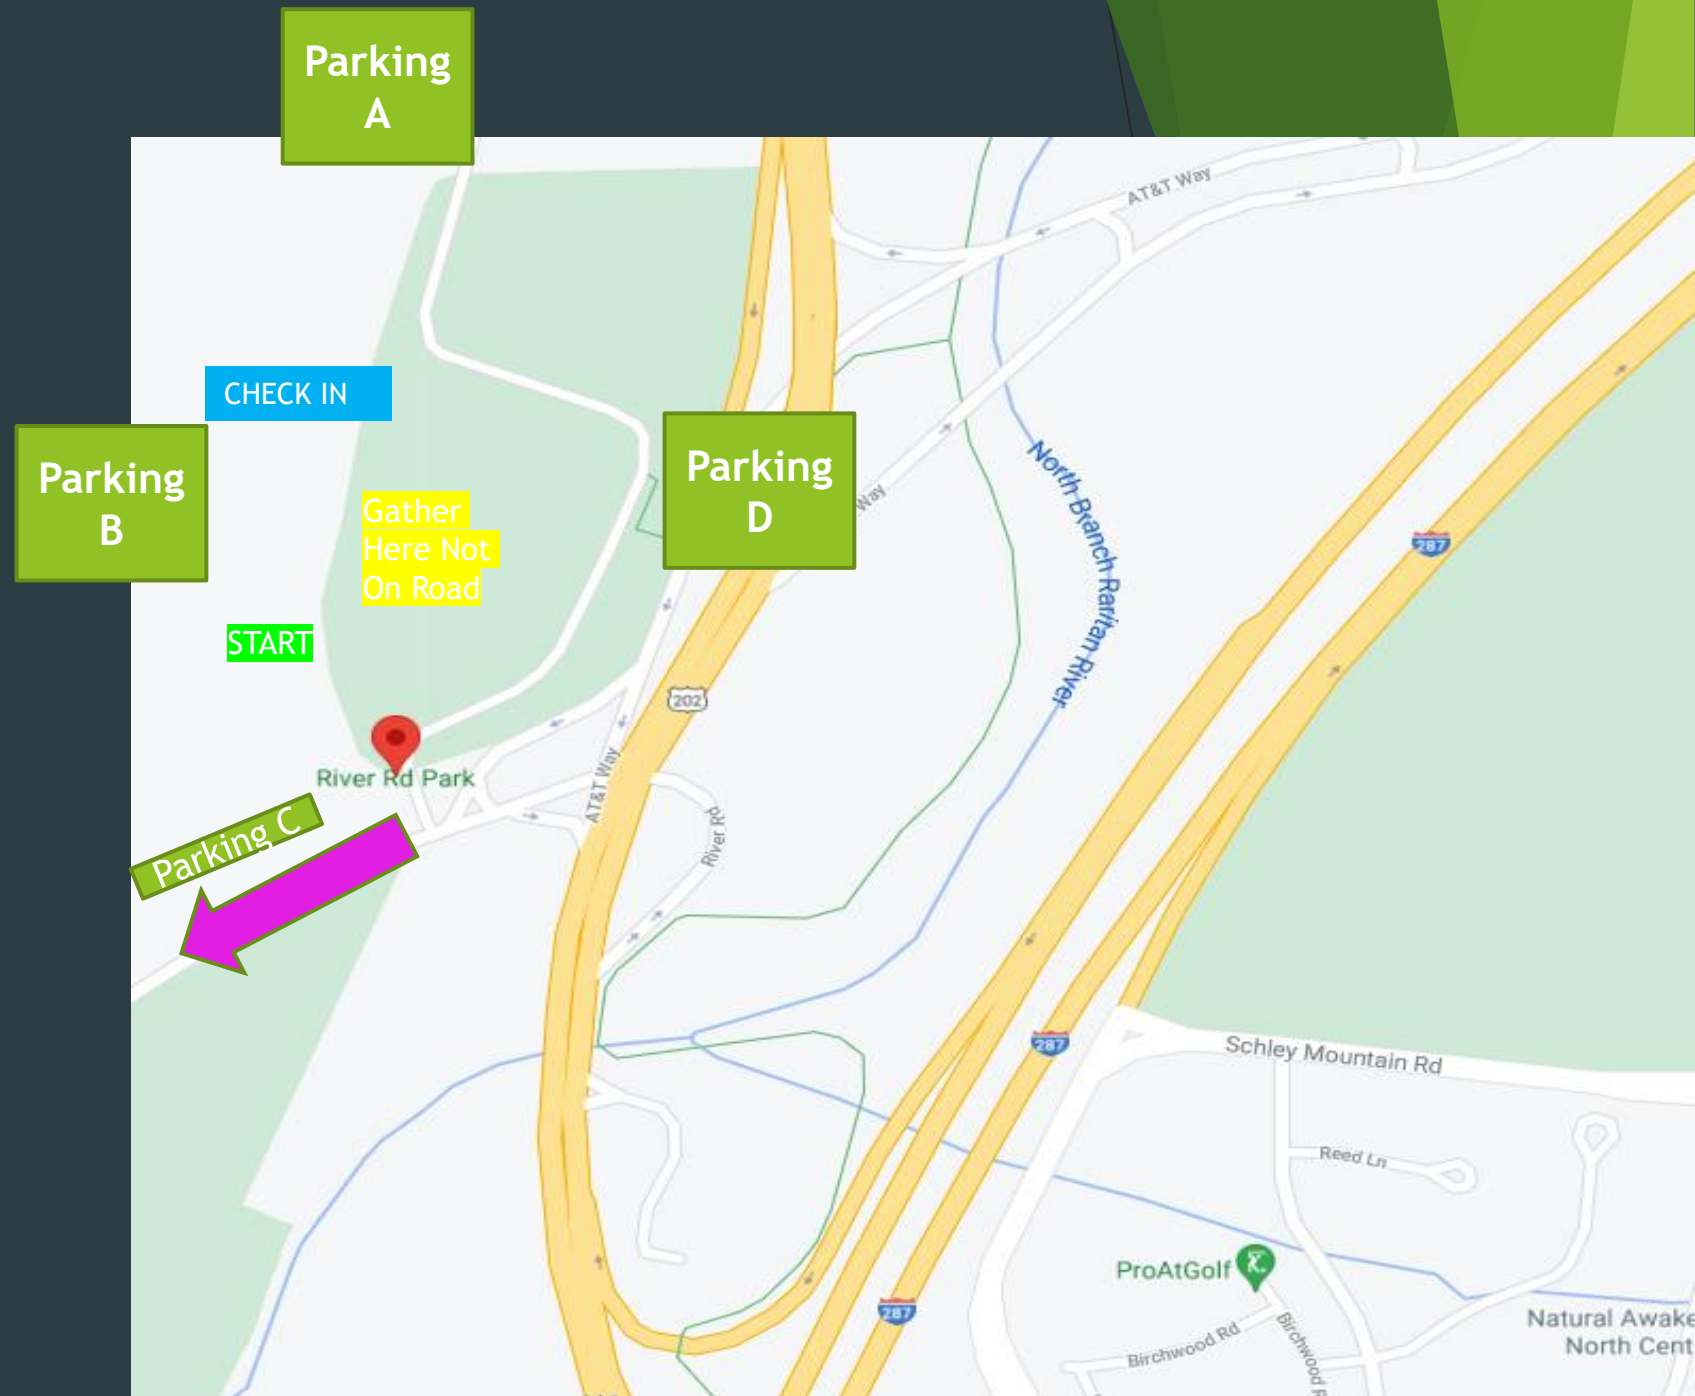 Parking
A
AT&T Way
CHECK IN
Parking
B
Parking
D
Way
Gather
Here Not
On Road
START
North Branch Raritan River
287
202
River Rd Park
AT&T Way
River Rd
Parking C
287
Schley Mountain Rd
Reed Ln
ProAtGolf
287
Birchwood Rd
Birchwood R
Natural Awake
North Cent